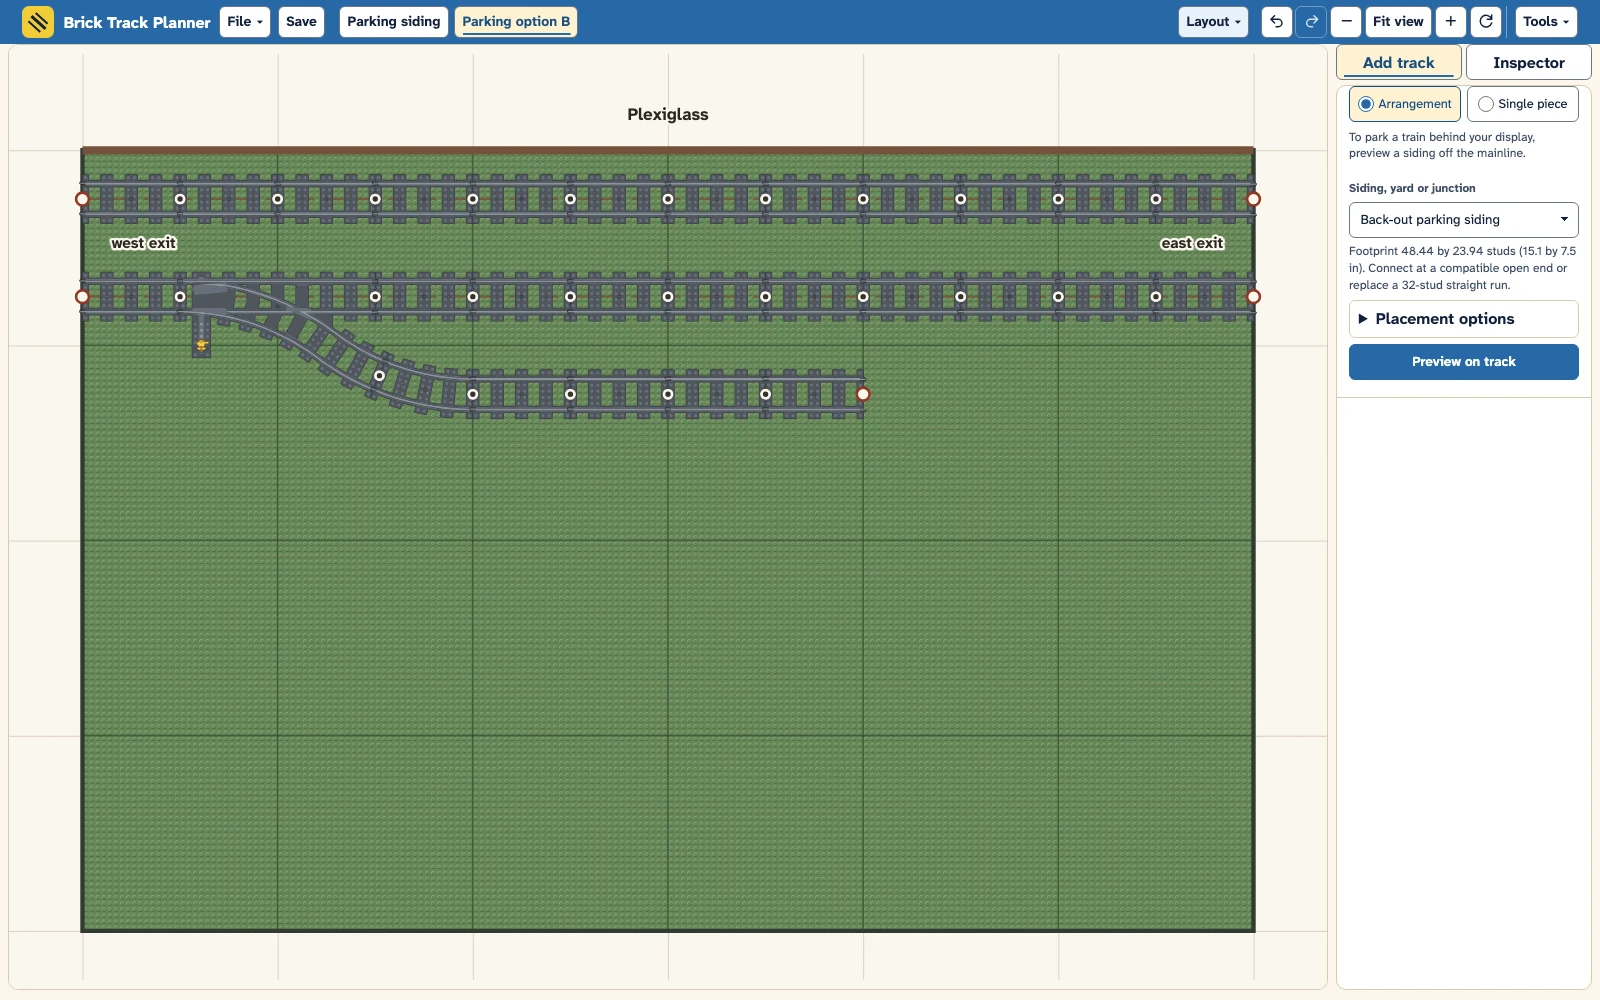 Brick Track Planner
File
Save
Parking siding
Parking option B
Layout
−
Fit view
+
Tools
Add track
Inspector
Arrangement
Single piece
To park a train behind your display,
preview a siding off the mainline.
Siding, yard or junction
Back-out parking siding
Footprint 48.44 by 23.94 studs (15.1 by 7.5
in). Connect at a compatible open end or
replace a 32-stud straight run.
Placement options
Preview on track
Plexiglass
west exit
east exit